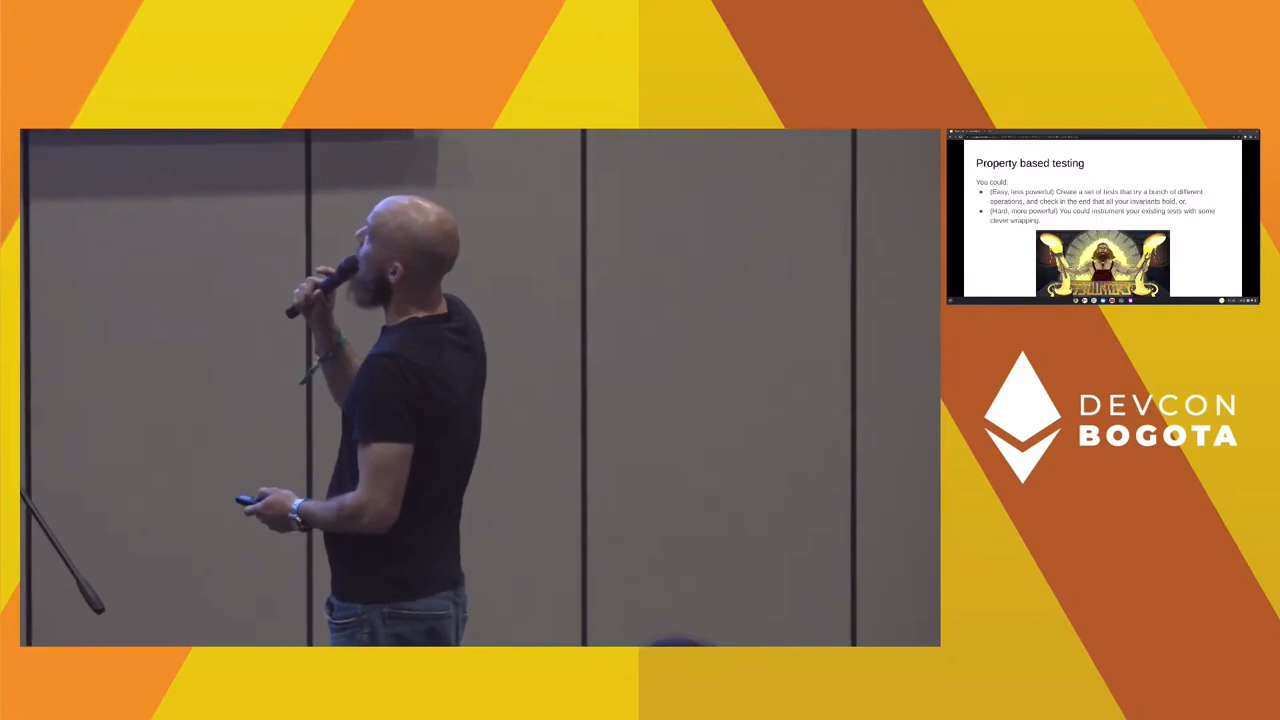 Property based testing
You could:
(Easy, less powerful) Create a set of tests that try a bunch of different
operations, and check in the end that all your invariants hold, or,
(Hard, more powerful) You could instrument your existing tests with some
clever wrapping.
DEVCON
BOGOTA